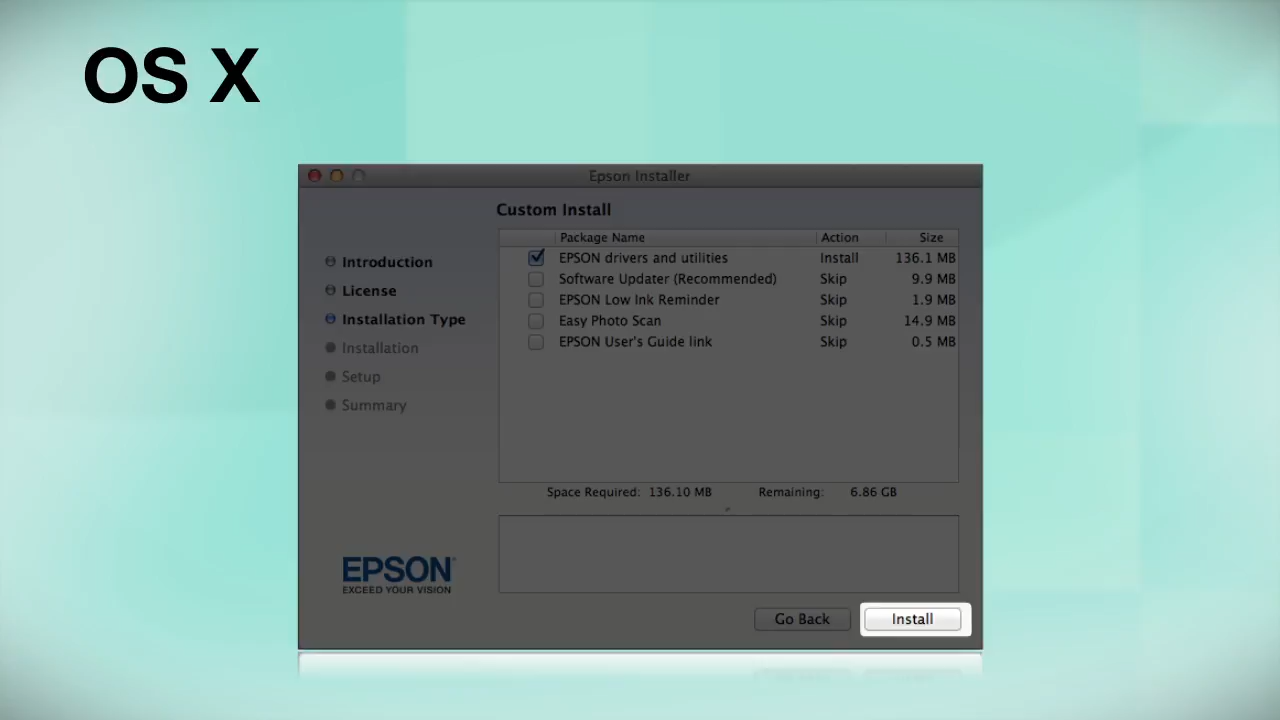 OS X
Epson Installer
Custom Install
Package Name Action Size
EPSON drivers and utilities Install 136.1 MB
Software Updater (Recommended) Skip 9.9 MB
EPSON Low Ink Reminder Skip 1.9 MB
Easy Photo Scan Skip 14.9 MB
EPSON User's Guide link Skip 0.5 MB
Introduction
License
Installation Type
Installation
Setup
Summary
Space Required: 136.10 MB Remaining: 6.86 GB
EPSON
EXCEED YOUR VISION
Go Back Install